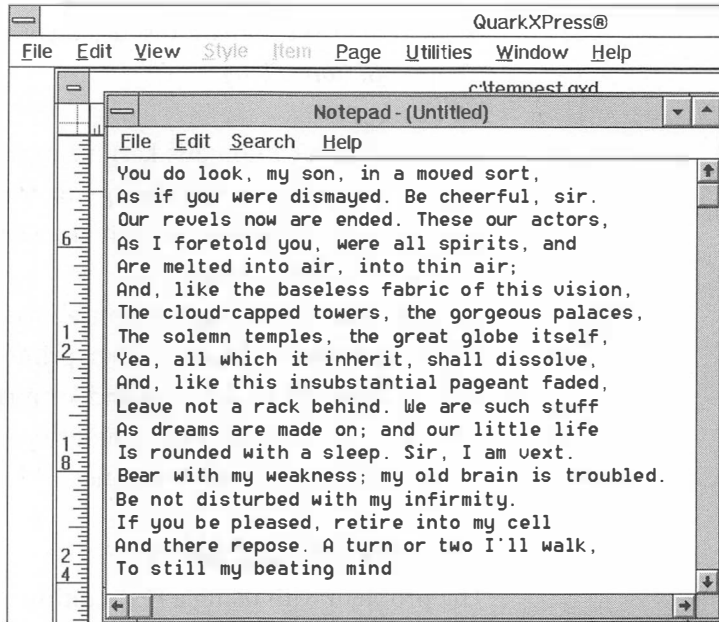 QuarkXPress®
File Edit View Style Item Page Utilities Window Help
c:\tempest.qxd
Notepad - (Untitled)
File Edit Search Help
You do look, my son, in a moved sort,
As if you were dismayed. Be cheerful, sir.
Our revels now are ended. These our actors,
As I foretold you, were all spirits, and
Are melted into air, into thin air;
And, like the baseless fabric of this vision,
The cloud-capped towers, the gorgeous palaces,
The solemn temples, the great globe itself,
Yea, all which it inherit, shall dissolve,
And, like this insubstantial pageant faded,
Leave not a rack behind. We are such stuff
As dreams are made on; and our little life
Is rounded with a sleep. Sir, I am vext.
Bear with my weakness; my old brain is troubled.
Be not disturbed with my infirmity.
If you be pleased, retire into my cell
And there repose. A turn or two I'll walk,
To still my beating mind
6
12
18
24